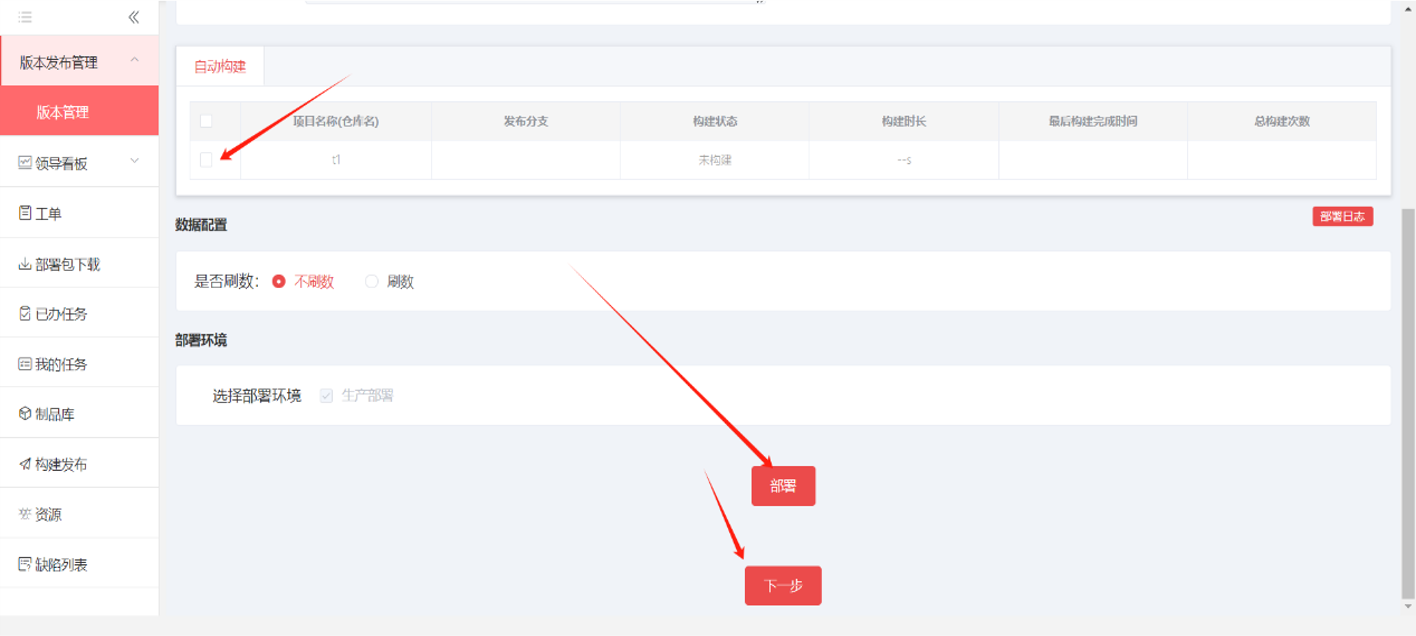 版本发布管理
版本管理
领导看板
工单
部署包下载
已办任务
我的任务
制品库
构建发布
资源
缺陷列表
自动构建
项目名称(仓库名) 发布分支 构建状态 构建时长 最后构建完成时间 总构建次数
t1 未构建 --s
数据配置 部署日志
是否刷数: 不刷数 刷数
部署环境
选择部署环境 生产部署
部署
下一步